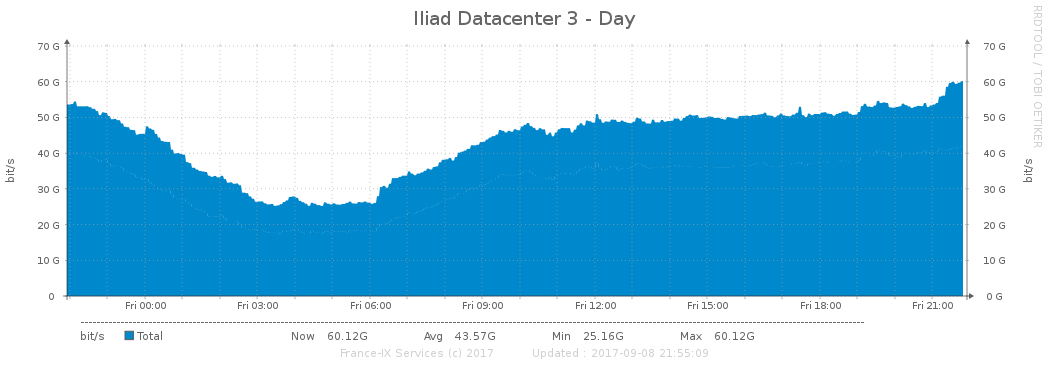 Iliad Datacenter 3 - Day
RRDTOOL / TOBI OETIKER
70 G 70 G
60 G 60 G
50 G 50 G
40 G 40 G
30 G 30 G
20 G 20 G
10 G 10 G
0 0 G
bit/s bit/s
Fri 00:00 Fri 03:00 Fri 06:00 Fri 09:00 Fri 12:00 Fri 15:00 Fri 18:00 Fri 21:00
bit/s Total Now 60.12G Avg 43.57G Min 25.16G Max 60.12G
France-IX Services (c) 2017 Updated : 2017-09-08 21:55:09